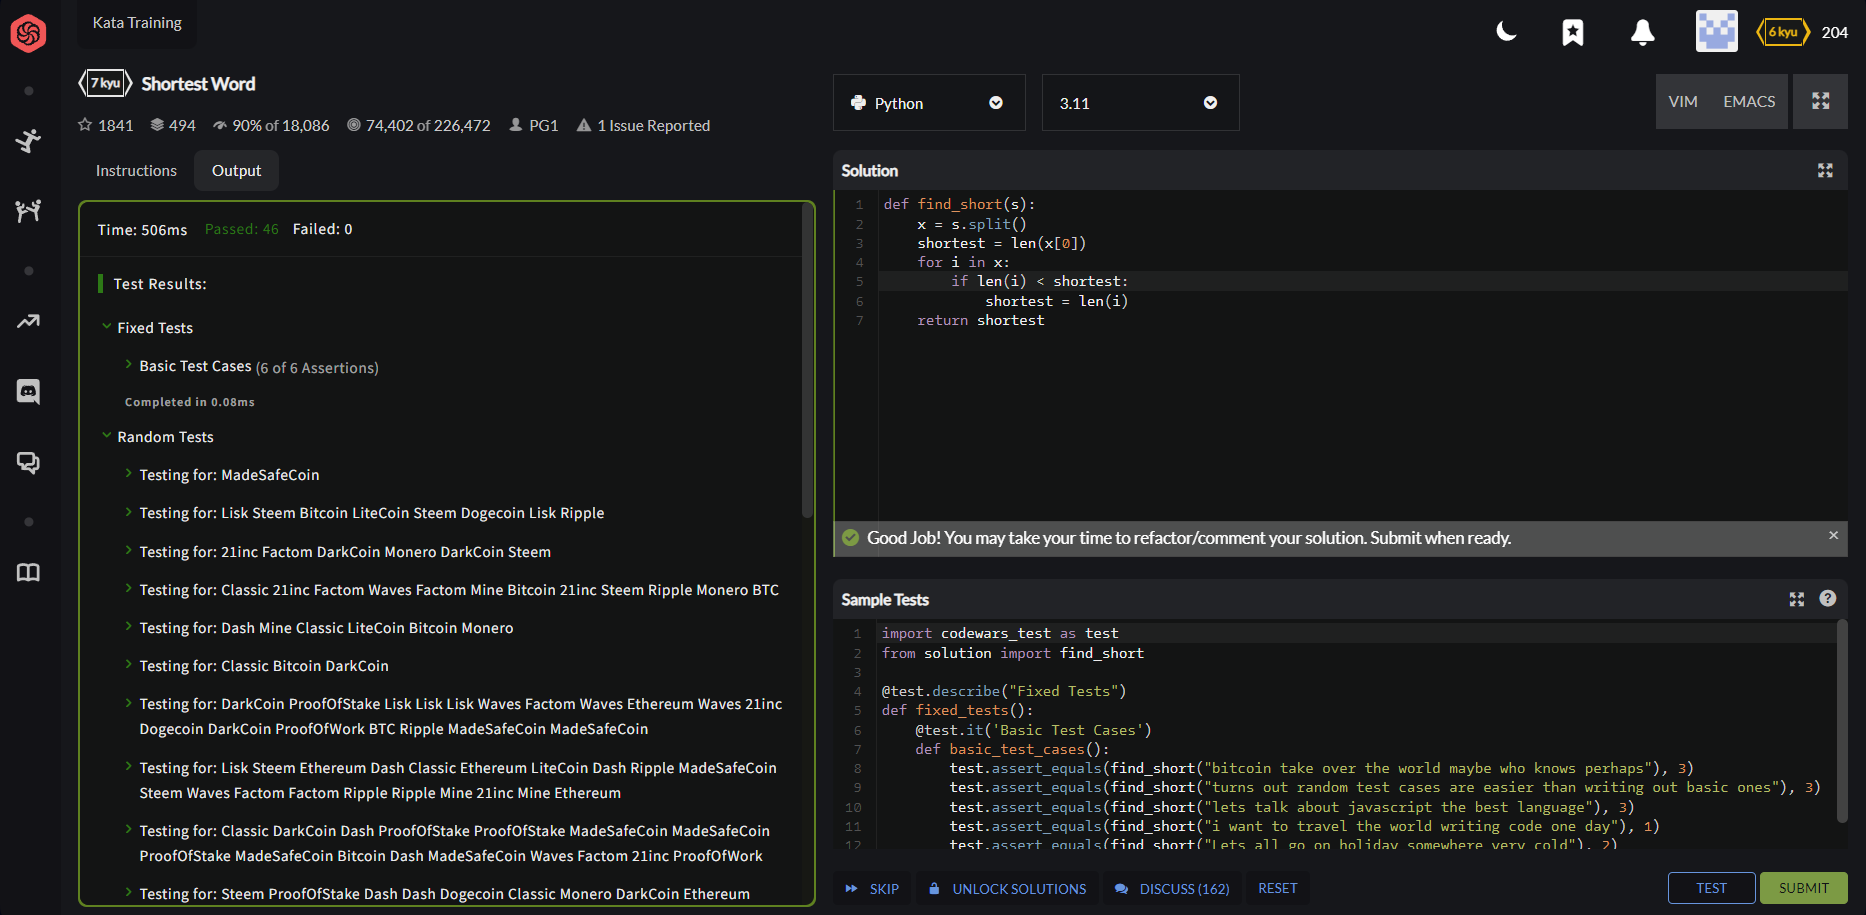 Kata Training
6 kyu
204
7 kyu
Shortest Word
1841
494
90% of 18,086
74,402 of 226,472
PG1
1 Issue Reported
Instructions
Output
Time: 506ms Passed: 46 Failed: 0
Test Results:
Fixed Tests
Basic Test Cases (6 of 6 Assertions)
Completed in 0.08ms
Random Tests
Testing for: MadeSafeCoin
Testing for: Lisk Steem Bitcoin LiteCoin Steem Dogecoin Lisk Ripple
Testing for: 21inc Factom DarkCoin Monero DarkCoin Steem
Testing for: Classic 21inc Factom Waves Factom Mine Bitcoin 21inc Steem Ripple Monero BTC
Testing for: Dash Mine Classic LiteCoin Bitcoin Monero
Testing for: Classic Bitcoin DarkCoin
Testing for: DarkCoin ProofOfStake Lisk Lisk Lisk Waves Factom Waves Ethereum Waves 21inc
Dogecoin DarkCoin ProofOfWork BTC Ripple MadeSafeCoin MadeSafeCoin
Testing for: Lisk Steem Ethereum Dash Classic Ethereum LiteCoin Dash Ripple MadeSafeCoin
Steem Waves Factom Factom Ripple Ripple Mine 21inc Mine Ethereum
Testing for: Classic DarkCoin Dash ProofOfStake ProofOfStake MadeSafeCoin MadeSafeCoin
ProofOfStake MadeSafeCoin Bitcoin Dash MadeSafeCoin Waves Factom 21inc ProofOfWork
Testing for: Steem ProofOfStake Dash Dash Dogecoin Classic Monero DarkCoin Ethereum
Python
3.11
VIM
EMACS
Solution
1 def find_short(s):
2     x = s.split()
3     shortest = len(x[0])
4     for i in x:
5         if len(i) < shortest:
6             shortest = len(i)
7     return shortest
Good Job! You may take your time to refactor/comment your solution. Submit when ready.
Sample Tests
1 import codewars_test as test
2 from solution import find_short
3
4 @test.describe("Fixed Tests")
5 def fixed_tests():
6     @test.it('Basic Test Cases')
7     def basic_test_cases():
8         test.assert_equals(find_short("bitcoin take over the world maybe who knows perhaps"), 3)
9         test.assert_equals(find_short("turns out random test cases are easier than writing out basic ones"), 3)
10         test.assert_equals(find_short("lets talk about javascript the best language"), 3)
11         test.assert_equals(find_short("i want to travel the world writing code one day"), 1)
12         test.assert_equals(find_short("Lets all go on holiday somewhere very cold"), 2)
SKIP
UNLOCK SOLUTIONS
DISCUSS (162)
RESET
TEST
SUBMIT